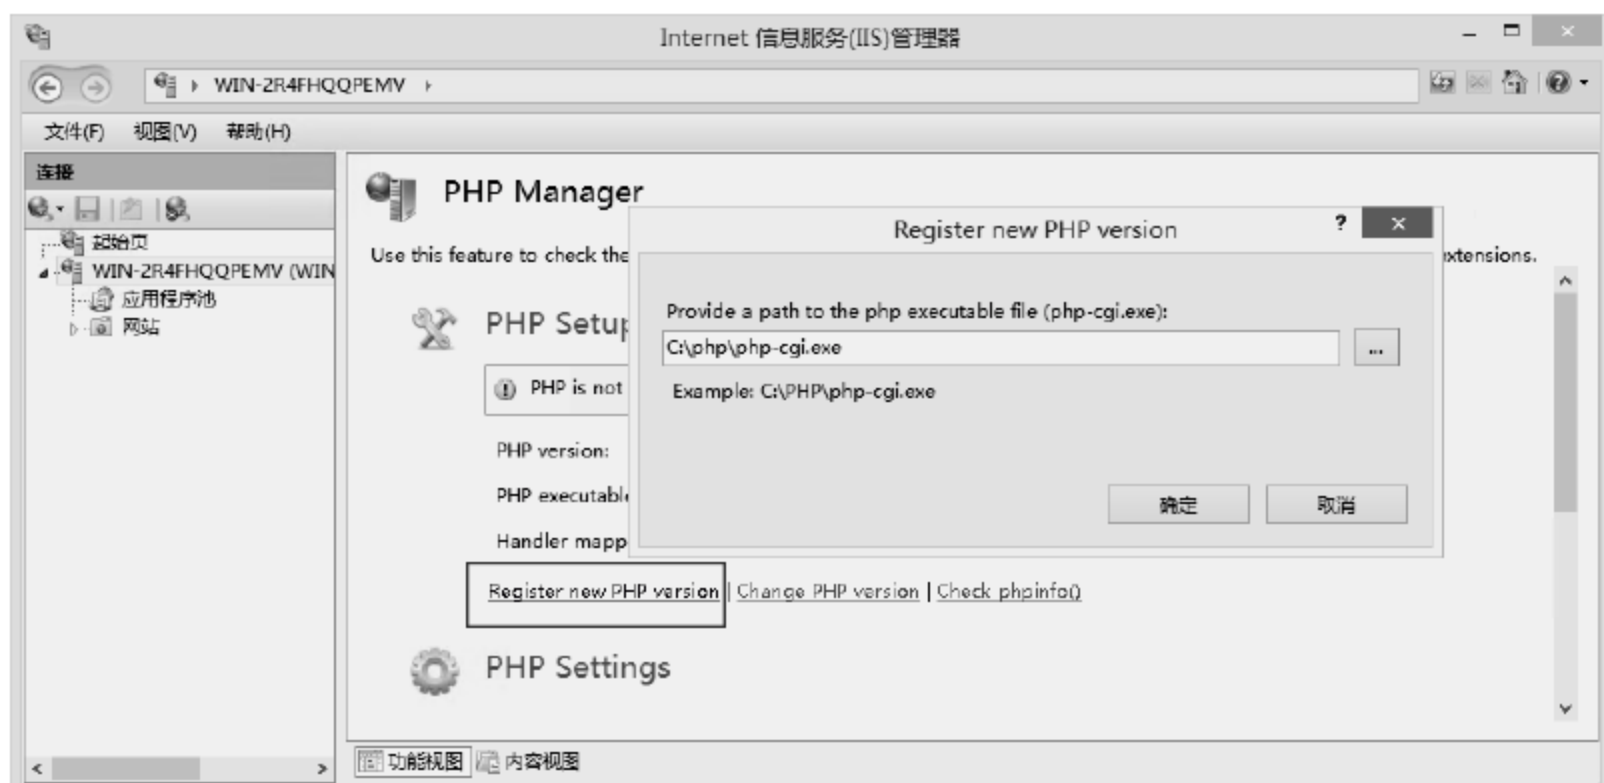 Internet 信息服务(IIS)管理器
WIN-2R4FHQQPEMV
文件(F) 视图(V) 帮助(H)
连接
起始页
WIN-2R4FHQQPEMV (WIN
应用程序池
网站
PHP Manager
Use this feature to check the
xtensions.
PHP Setup
PHP is not
PHP version:
PHP executable
Handler mapp
Register new PHP version | Change PHP version | Check phpinfo()
PHP Settings
Register new PHP version
Provide a path to the php executable file (php-cgi.exe):
C:\php\php-cgi.exe
...
Example: C:\PHP\php-cgi.exe
确定 取消
功能视图 内容视图